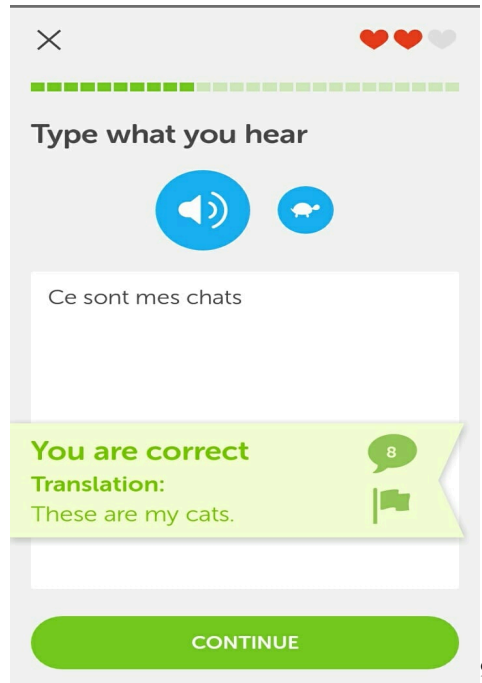 Type what you hear
Ce sont mes chats
You are correct
8
Translation:
These are my cats.
CONTINUE